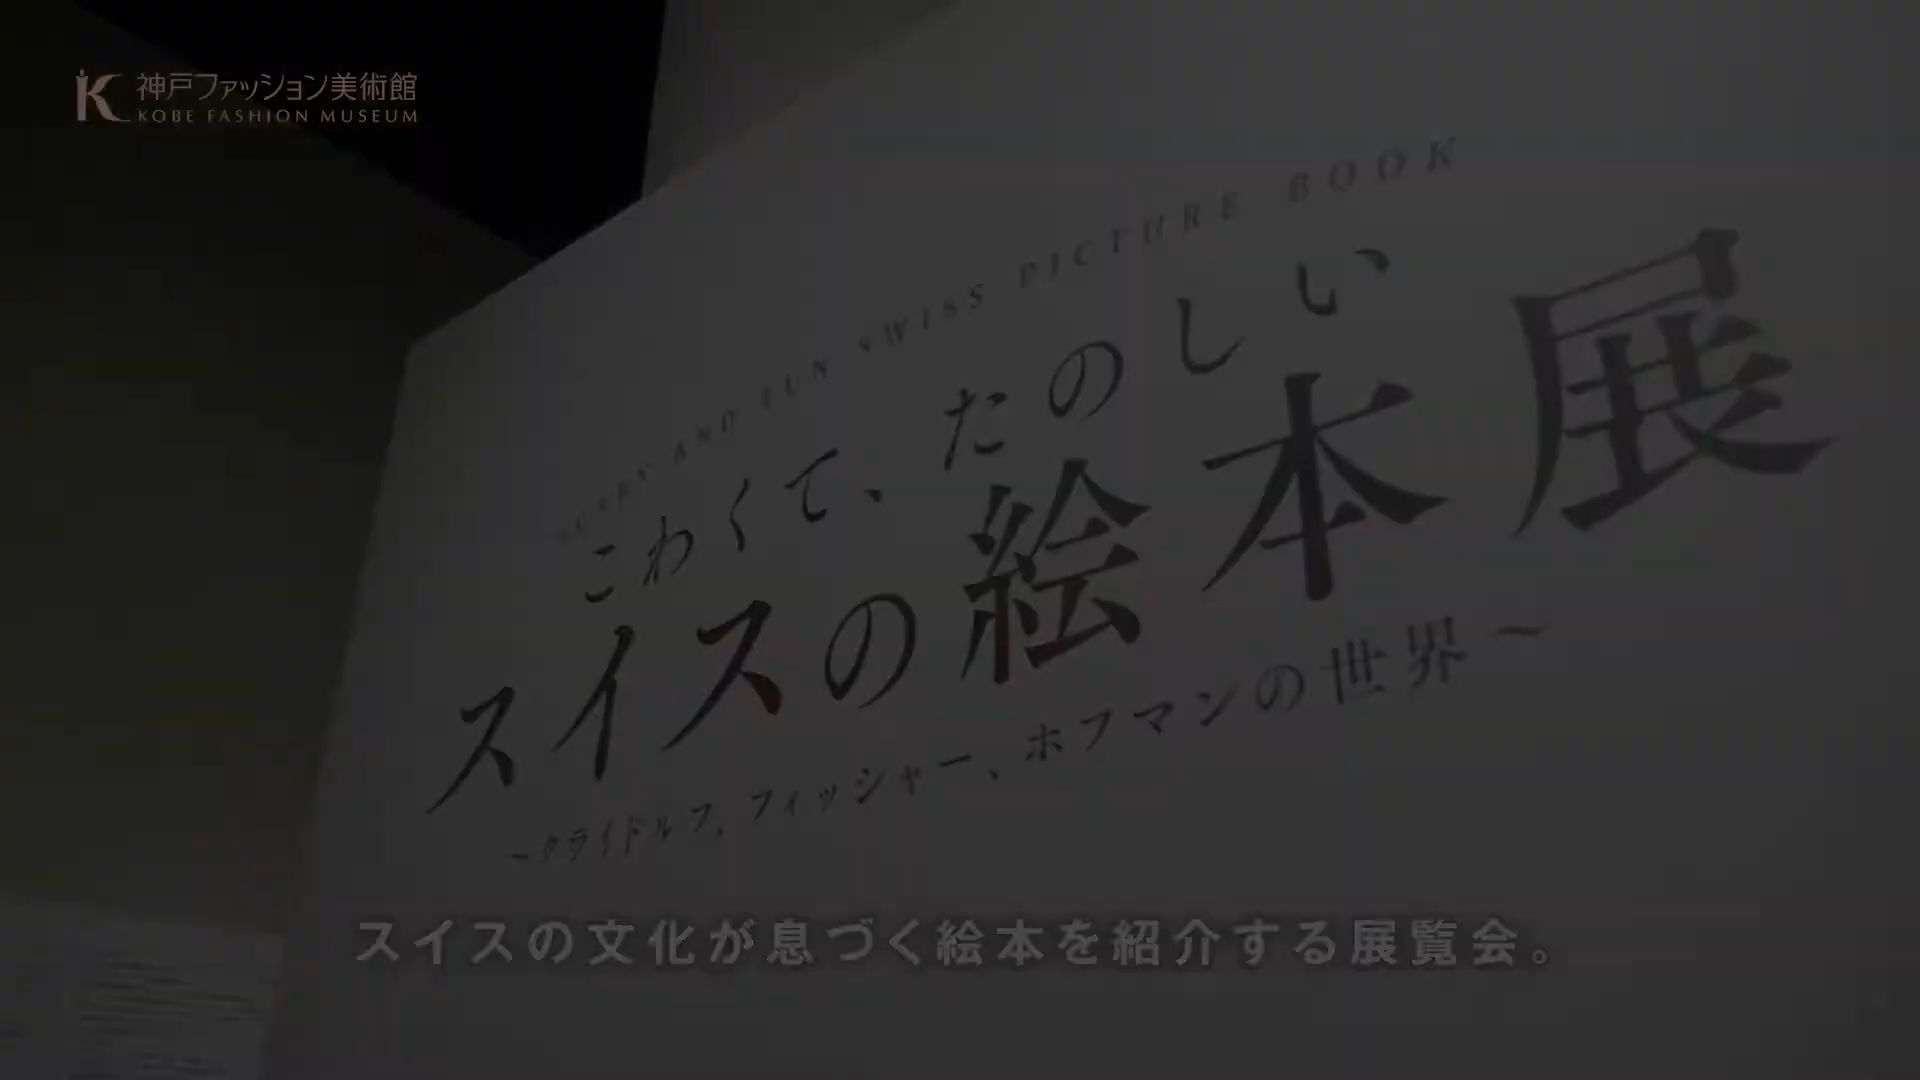 神戸ファッション美術館
KOBE FASHION MUSEUM
SCARY AND FUN SWISS PICTURE BOOK
こわくて、たのしい
スイスの絵本展
～クライドルフ、フィッシャー、ホフマンの世界～
スイスの文化が息づく絵本を紹介する展覧会。